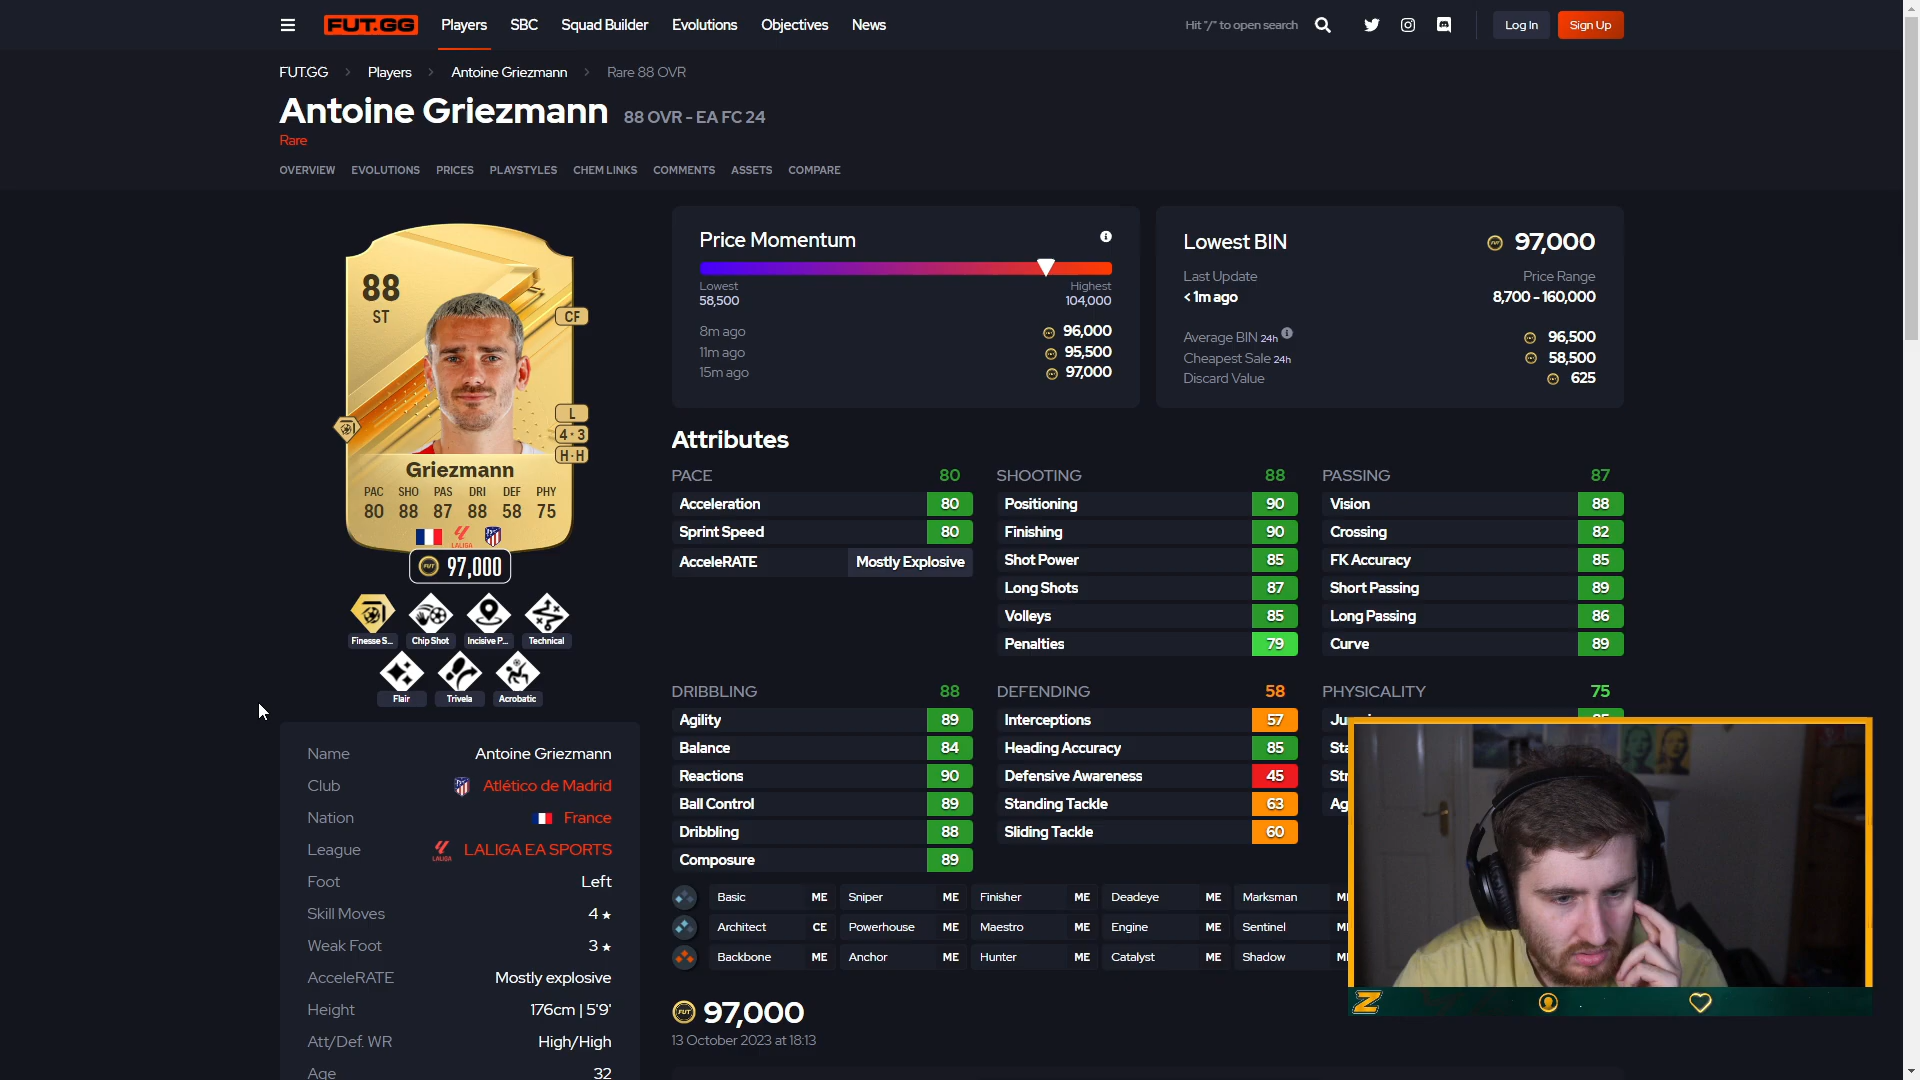 FUT.GG
Players
SBC
Squad Builder
Evolutions
Objectives
News
Hit "/" to open search
Log In
Sign Up
FUT.GG > Players > Antoine Griezmann > Rare 88 OVR
Antoine Griezmann 88 OVR - EA FC 24
Rare
OVERVIEW EVOLUTIONS PRICES PLAYSTYLES CHEM LINKS COMMENTS ASSETS COMPARE
88
ST
CF
L
4 · 3
H·H
Griezmann
PAC SHO PAS DRI DEF PHY
80 88 87 88 58 75
LALIGA
97,000
Finesse S... Chip Shot Incisive P... Technical
Flair Trivela Acrobatic
Name Antoine Griezmann
Club Atlético de Madrid
Nation France
League LALIGA EA SPORTS
Foot Left
Skill Moves 4 ★
Weak Foot 3 ★
AcceleRATE Mostly explosive
Height 176cm | 5'9'
Att/Def. WR High/High
Age 32
Price Momentum
Lowest Highest
58,500 104,000
8m ago 96,000
11m ago 95,500
15m ago 97,000
Lowest BIN 97,000
Last Update Price Range
< 1m ago 8,700 - 160,000
Average BIN 24h 96,500
Cheapest Sale 24h 58,500
Discard Value 625
Attributes
PACE 80
Acceleration 80
Sprint Speed 80
AcceleRATE Mostly Explosive
SHOOTING 88
Positioning 90
Finishing 90
Shot Power 85
Long Shots 87
Volleys 85
Penalties 79
PASSING 87
Vision 88
Crossing 82
FK Accuracy 85
Short Passing 89
Long Passing 86
Curve 89
DRIBBLING 88
Agility 89
Balance 84
Reactions 90
Ball Control 89
Dribbling 88
Composure 89
DEFENDING 58
Interceptions 57
Heading Accuracy 85
Defensive Awareness 45
Standing Tackle 63
Sliding Tackle 60
PHYSICALITY 75
Sta
Str
Ag
Basic ME Sniper ME Finisher ME Deadeye ME Marksman
Architect CE Powerhouse ME Maestro ME Engine ME Sentinel
Backbone ME Anchor ME Hunter ME Catalyst ME Shadow
97,000
13 October 2023 at 18:13
Z